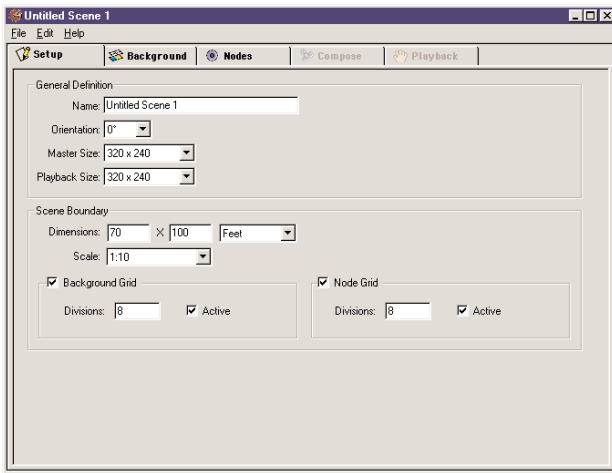 Untitled Scene 1
File Edit Help
Setup Background Nodes Compose Playback
General Definition
Name: Untitled Scene 1
Orientation: 0°
Master Size: 320 x 240
Playback Size: 320 x 240
Scene Boundary
Dimensions: 70 X 100 Feet
Scale: 1:10
Background Grid Node Grid
Divisions: 8 Active Divisions: 8 Active